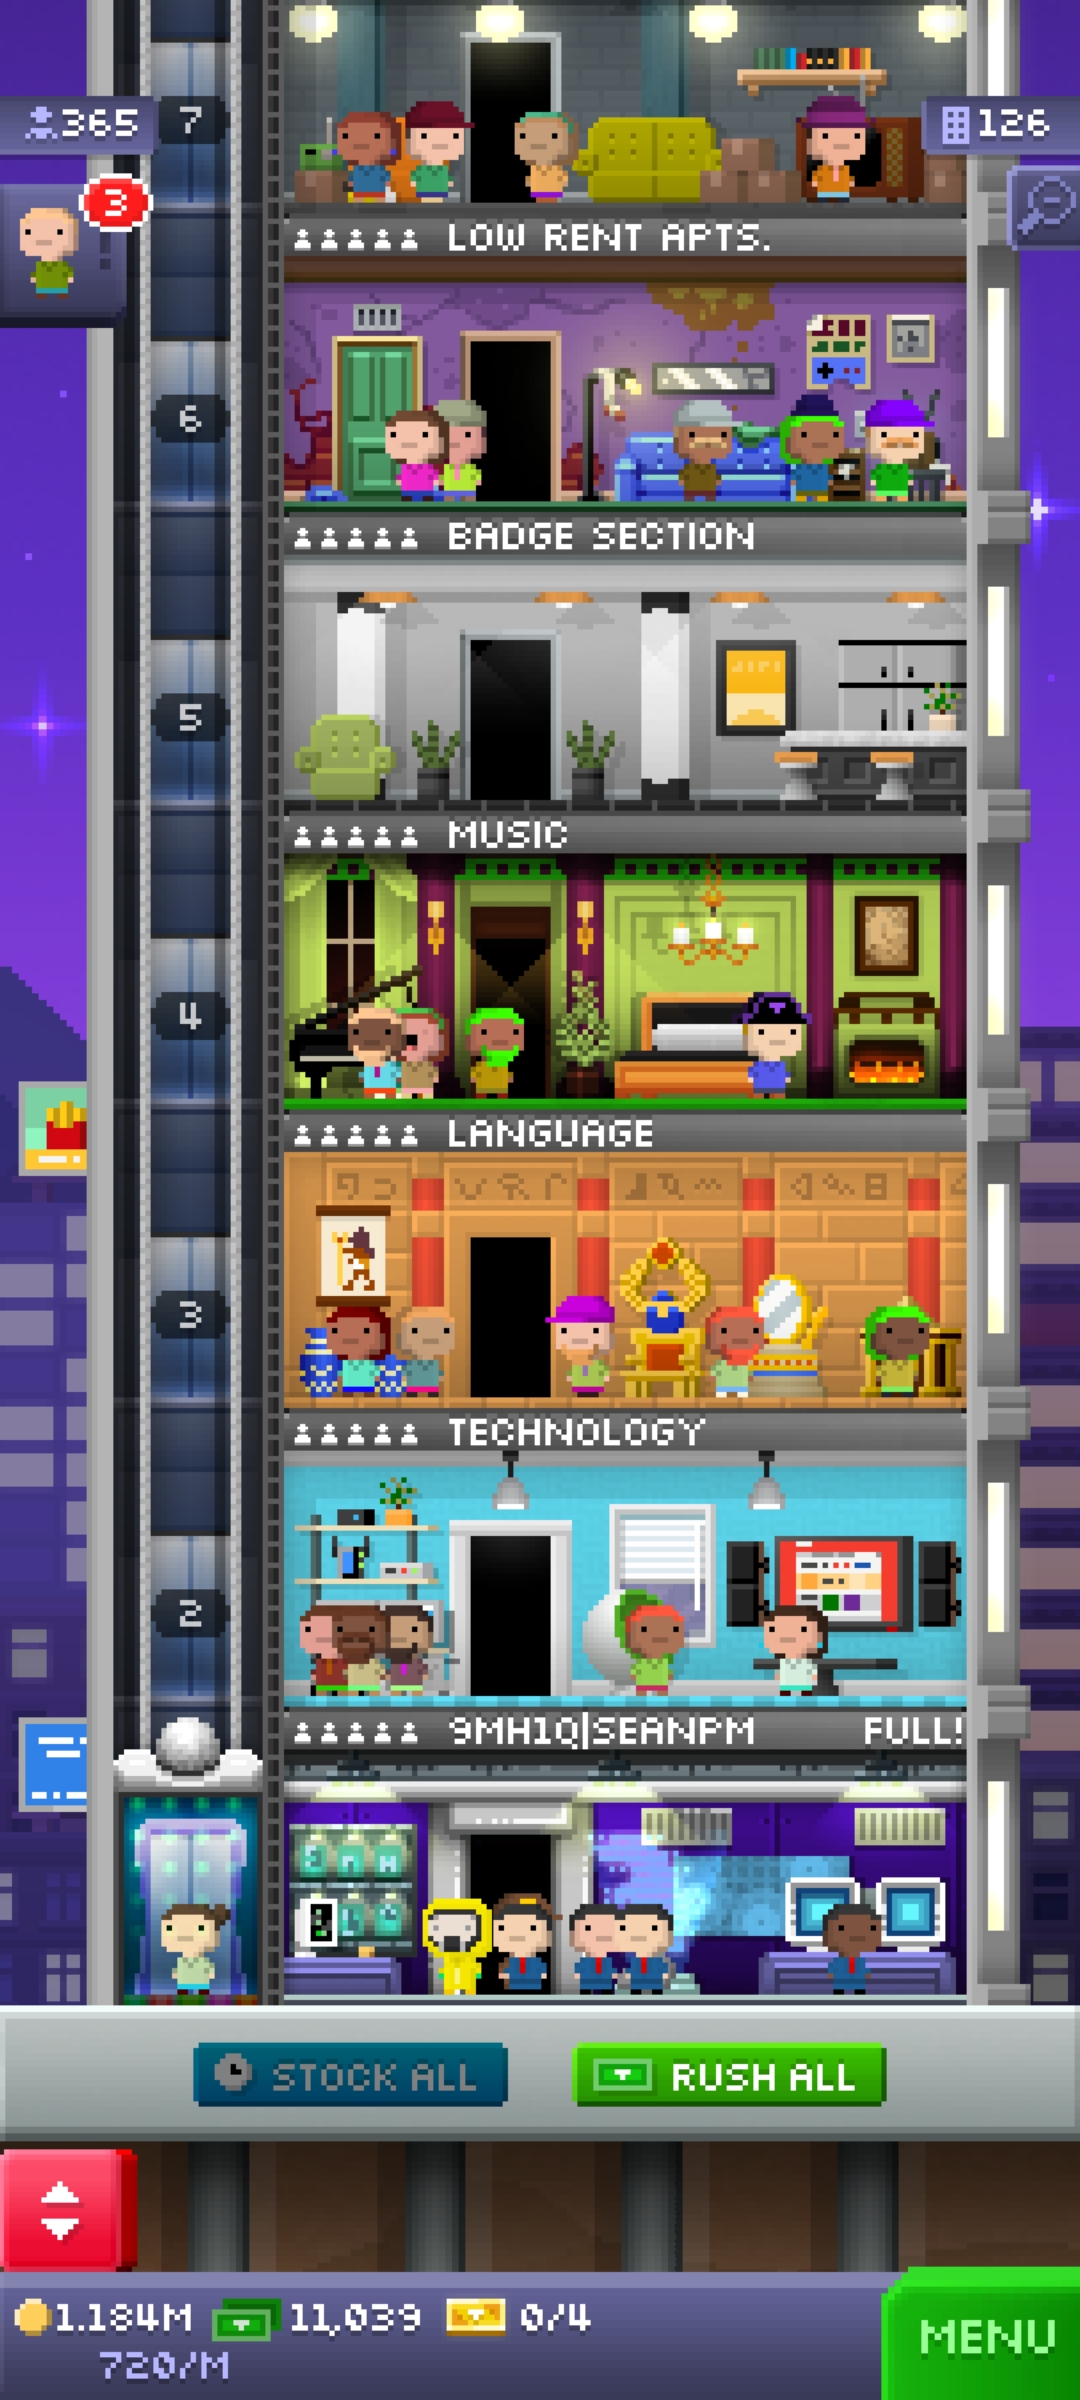 7
365
126
3
LOW RENT APTS.
6
BADGE SECTION
5
MUSIC
4
LANGUAGE
3
TECHNOLOGY
2
9MH1Q|SEANPM FULL!
STOCK ALL
RUSH ALL
1.184M 11,039 0/4
720/M
MENU